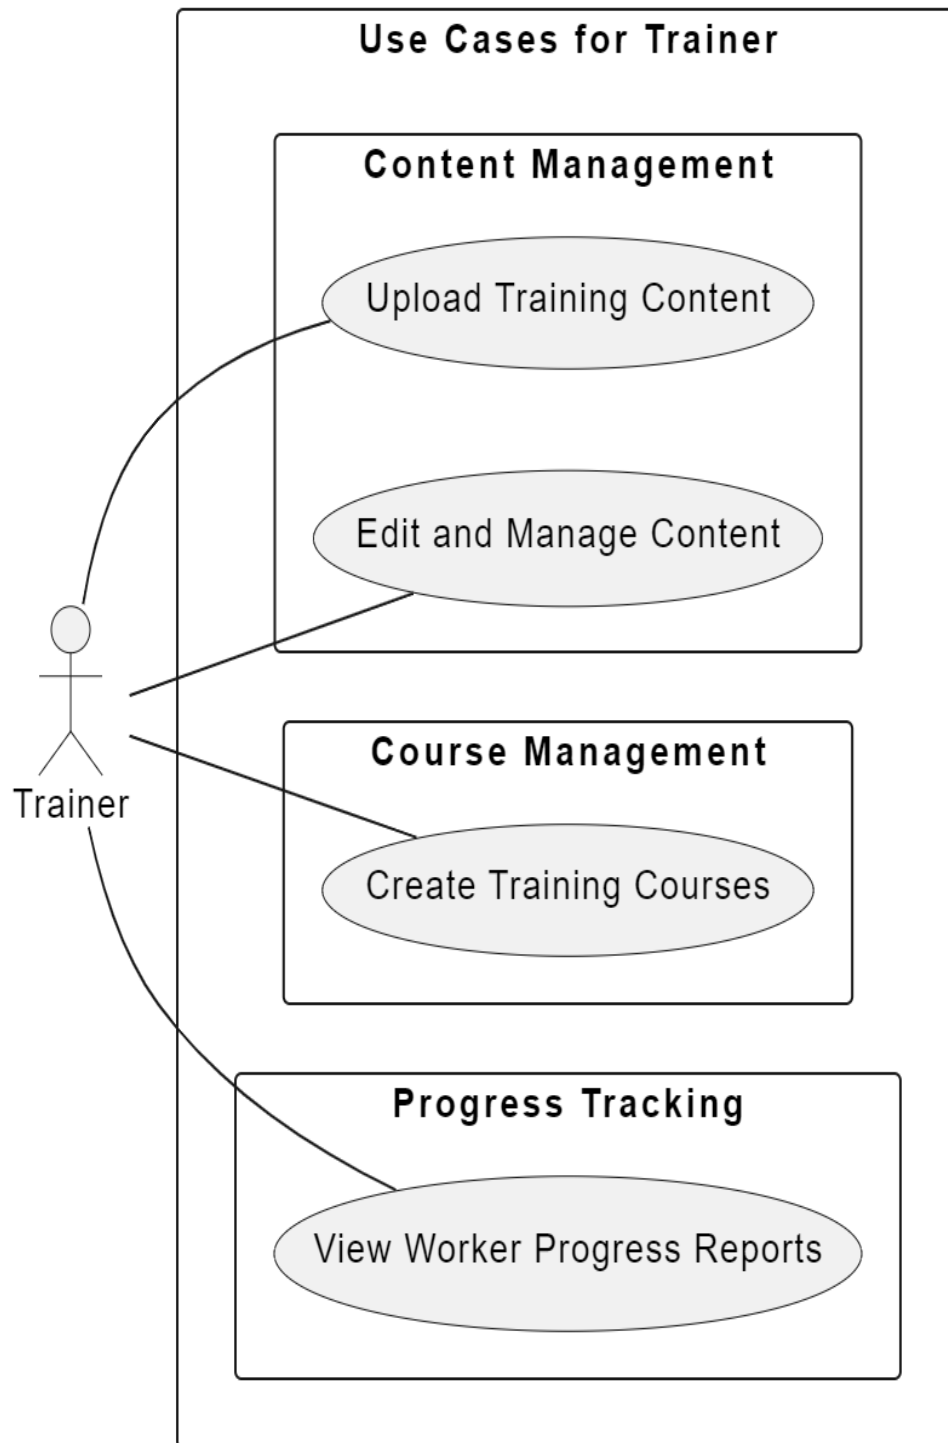 Use Cases for Trainer
Content Management
Upload Training Content
Edit and Manage Content
Course Management
Trainer
Create Training Courses
Progress Tracking
View Worker Progress Reports